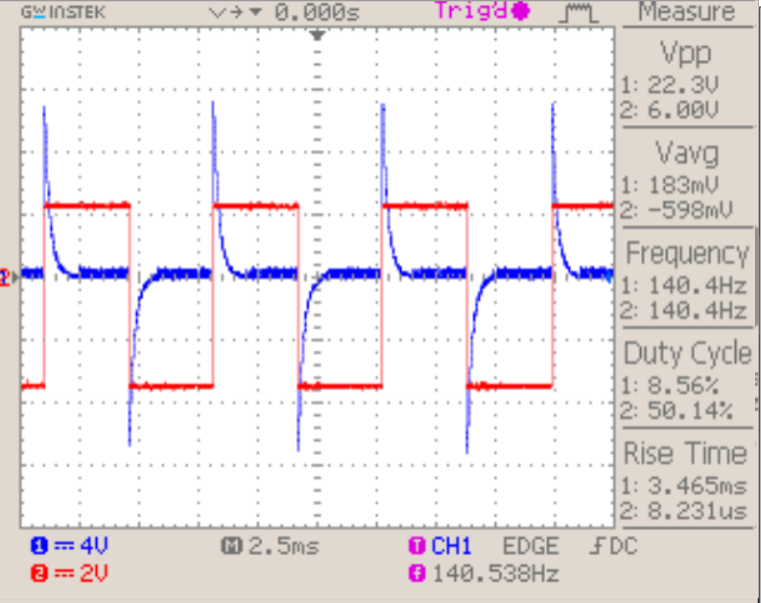 GWINSTEK 0.000s Trig'd Measure
Vpp
1: 22.3V
2: 6.00V
Vavg
1: 183mV
2: -598mV
Frequency
1: 140.4Hz
2: 140.4Hz
Duty Cycle
1: 8.56%
2: 50.14%
Rise Time
1: 3.465ms
2: 8.231us
1 4V M 2.5ms T CH1 EDGE DC
2 2V f 140.538Hz